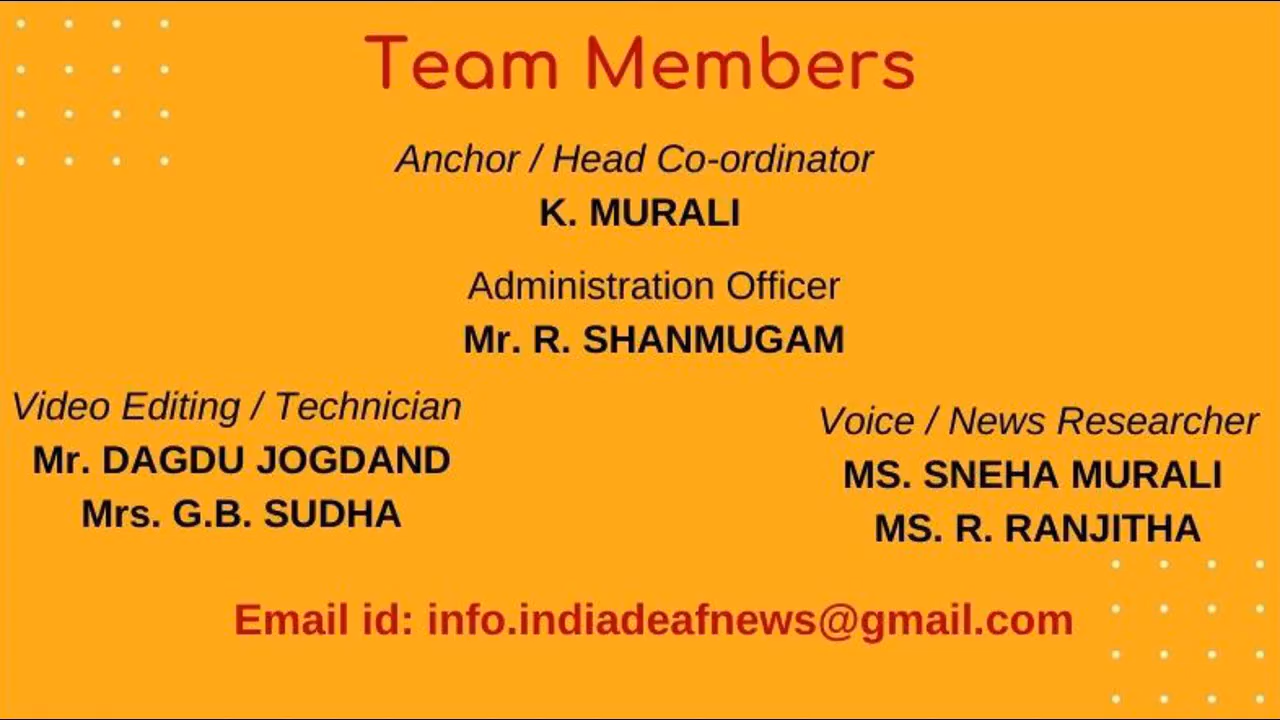 Team Members
Anchor / Head Co-ordinator
K. MURALI
Administration Officer
Mr. R. SHANMUGAM
Video Editing / Technician
Mr. DAGDU JOGDAND
Mrs. G.B. SUDHA
Voice / News Researcher
MS. SNEHA MURALI
MS. R. RANJITHA
Email id: info.indiadeafnews@gmail.com